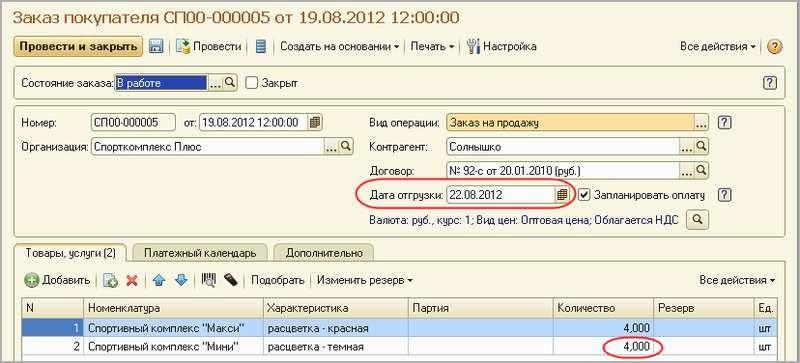 Заказ покупателя СП00-000005 от 19.08.2012 12:00:00
Провести и закрыть Провести Создать на основании Печать Настройка Все действия ?
Состояние заказа: В работе ... Закрыт ?
Номер: СП00-000005 от: 19.08.2012 12:00:00 Вид операции: Заказ на продажу ... ?
Организация: Спорткомплекс Плюс ... Контрагент: Солнышко ...
Договор: № 92-с от 20.01.2010 (руб.) ...
Дата отгрузки: 22.08.2012 Запланировать оплату ?
Валюта: руб., курс: 1; Вид цен: Оптовая цена; Облагается НДС
Товары, услуги (2) Платежный календарь Дополнительно
Добавить Подобрать Изменить резерв Все действия
N Номенклатура Характеристика Партия Количество Резерв Ед.
1 Спортивный комплекс "Макси" расцветка - красная 4,000 шт
2 Спортивный комплекс "Мини" расцветка - темная 4,000 шт